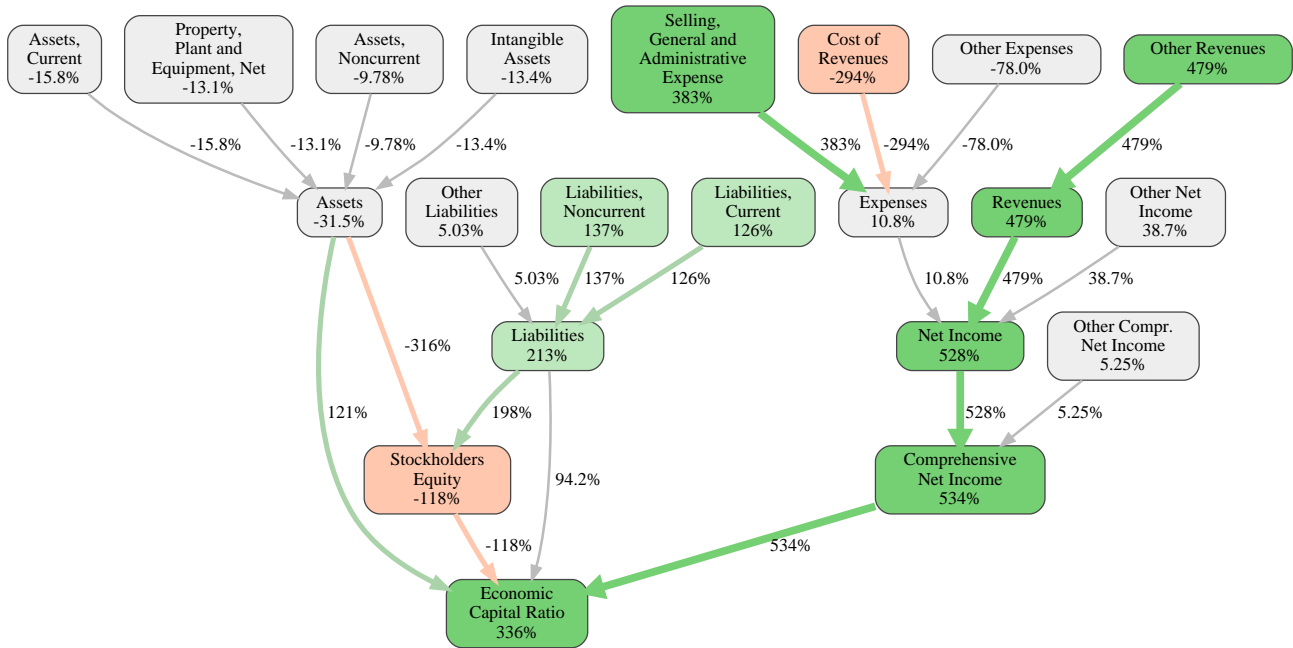 Assets,
Current
-15.8%
Property,
Plant and
Equipment, Net
-13.1%
Assets,
Noncurrent
-9.78%
Intangible
Assets
-13.4%
Selling,
General and
Administrative
Expense
383%
Cost of
Revenues
-294%
Other Expenses
-78.0%
Other Revenues
479%
-15.8%
-13.1%
-9.78%
-13.4%
383%
-294%
-78.0%
479%
Assets
-31.5%
Other
Liabilities
5.03%
Liabilities,
Noncurrent
137%
Liabilities,
Current
126%
Expenses
10.8%
Revenues
479%
Other Net
Income
38.7%
5.03%
137%
126%
10.8%
479%
38.7%
-316%
Liabilities
213%
Net Income
528%
Other Compr.
Net Income
5.25%
121%
198%
528%
5.25%
Stockholders
Equity
-118%
94.2%
Comprehensive
Net Income
534%
-118%
534%
Economic
Capital Ratio
336%